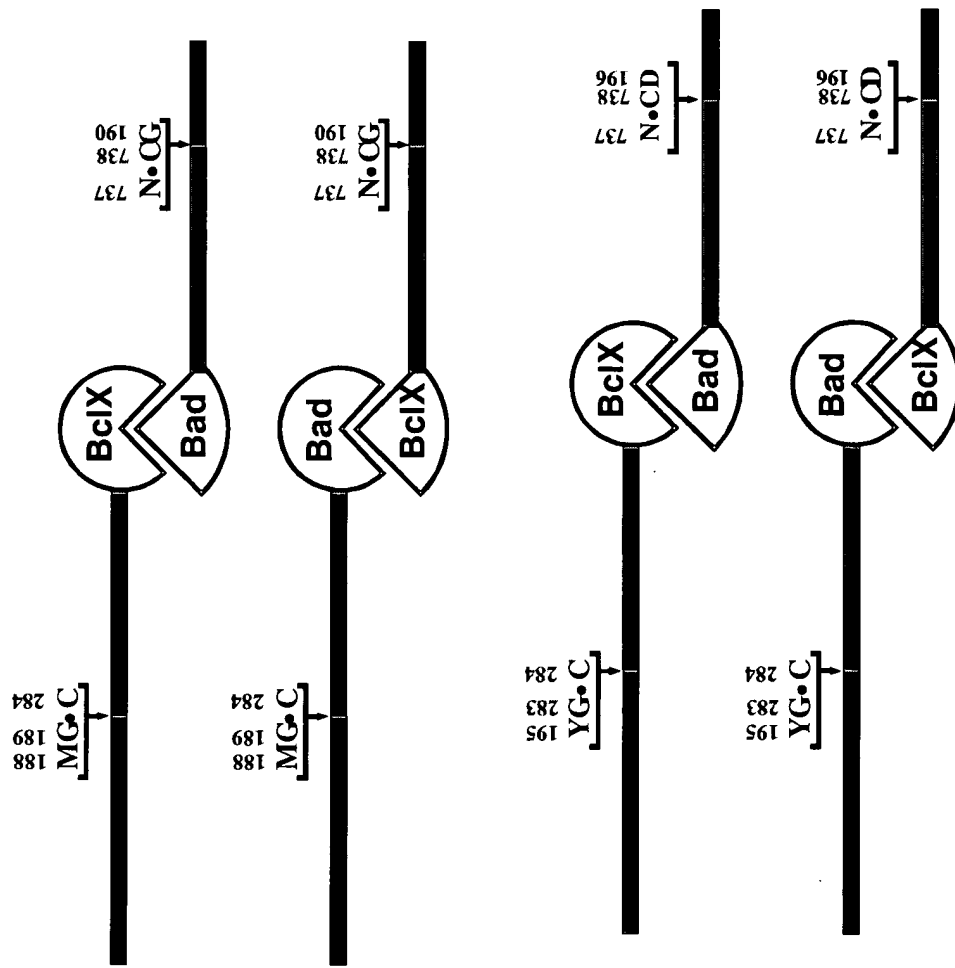 188 189 284
MG•C
BclX
737 738 190
N•CG
Bad
188 189 284
MG•C
Bad
737 738 190
N•CG
BclX
195 283 284
YG•C
BclX
737 738 196
N•CD
Bad
195 283 284
YG•C
Bad
737 738 196
N•CD
BclX